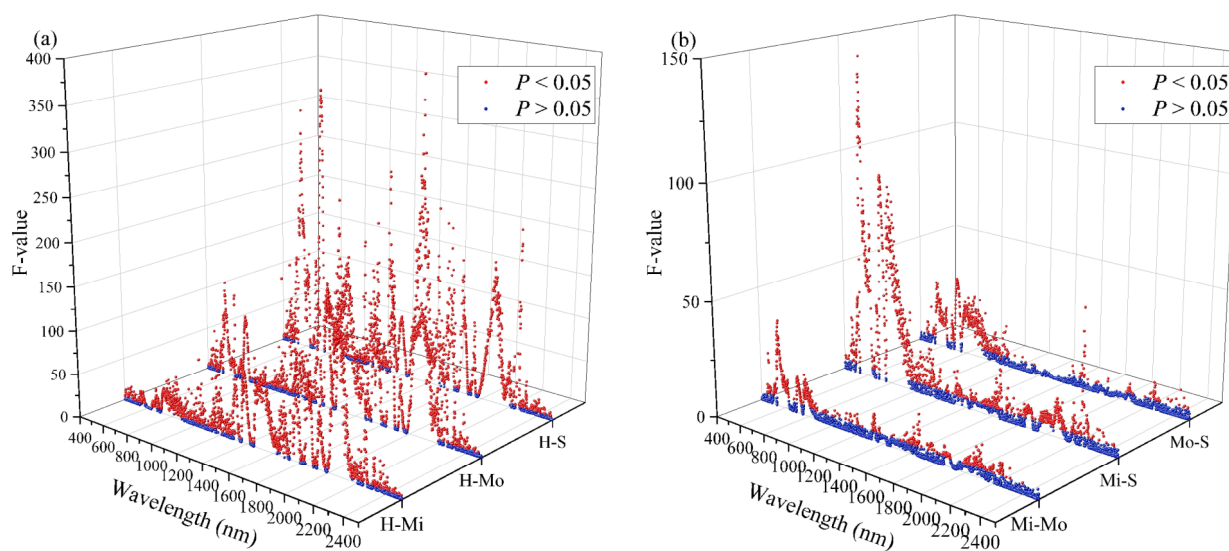 (a)
P < 0.05
P > 0.05
F-value
400
350
300
250
200
150
100
50
0
400
600
800
1000
1200
1400
1600
1800
2000
2200
2400
Wavelength (nm)
H-Mi
H-Mo
H-S
(b)
P < 0.05
P > 0.05
F-value
150
100
50
0
400
600
800
1000
1200
1400
1600
1800
2000
2200
2400
Wavelength (nm)
Mi-Mo
Mi-S
Mo-S